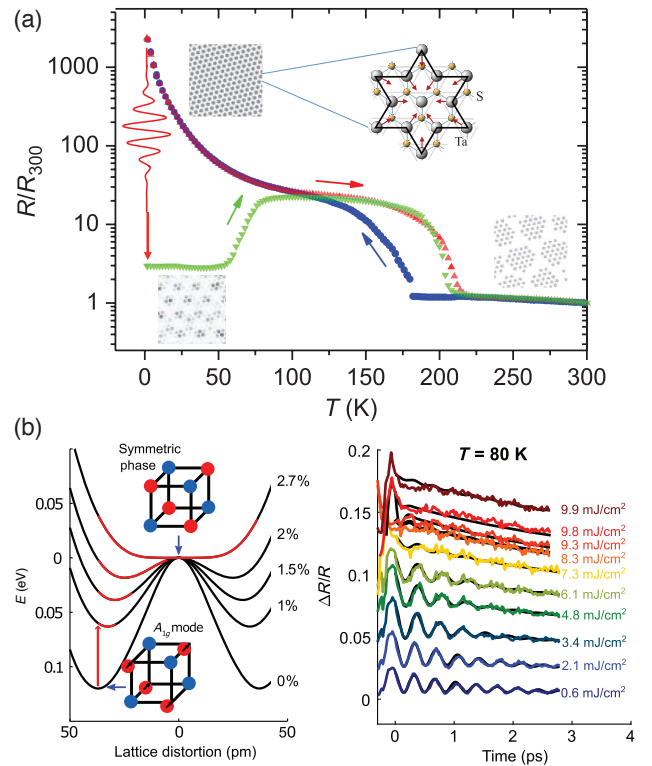 (a)
1000
100
10
1
R/R300
S
Ta
0
50
100
150
200
250
300
T (K)
(b)
Symmetric
phase
2.7%
2%
1.5%
1%
0%
A1g mode
0.05
0
0.05
0.1
E (eV)
50
0
50
Lattice distortion (pm)
T = 80 K
0.2
0.15
0.1
0.05
0
ΔR/R
9.9 mJ/cm²
9.8 mJ/cm²
9.3 mJ/cm²
8.3 mJ/cm²
7.3 mJ/cm²
6.1 mJ/cm²
4.8 mJ/cm²
3.4 mJ/cm²
2.1 mJ/cm²
0.6 mJ/cm²
0
1
2
3
4
Time (ps)